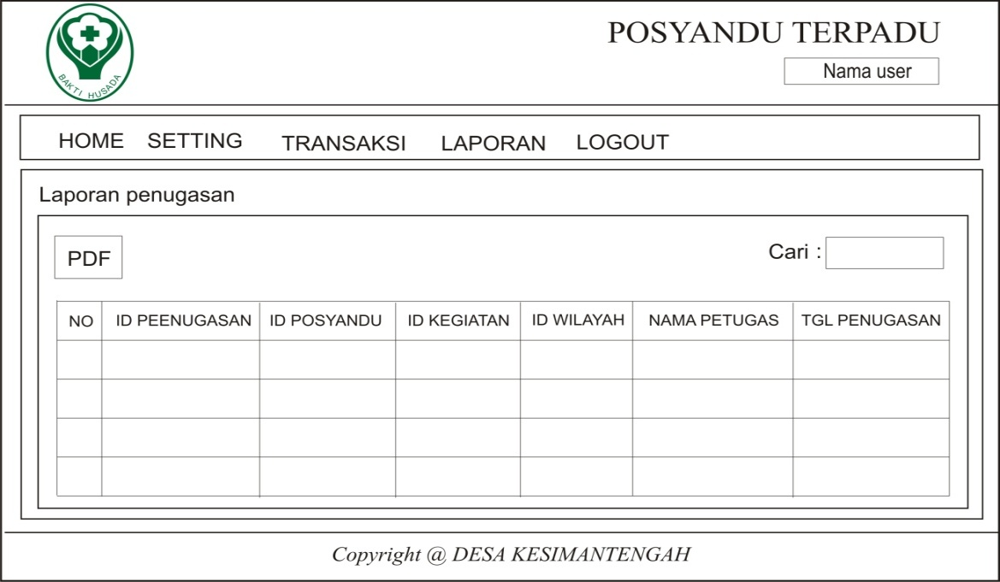 BAKTI HUSADA
POSYANDU TERPADU
Nama user
HOME SETTING TRANSAKSI LAPORAN LOGOUT
Laporan penugasan
PDF
Cari :
NO ID PEENUGASAN ID POSYANDU ID KEGIATAN ID WILAYAH NAMA PETUGAS TGL PENUGASAN
Copyright @ DESA KESIMANTENGAH